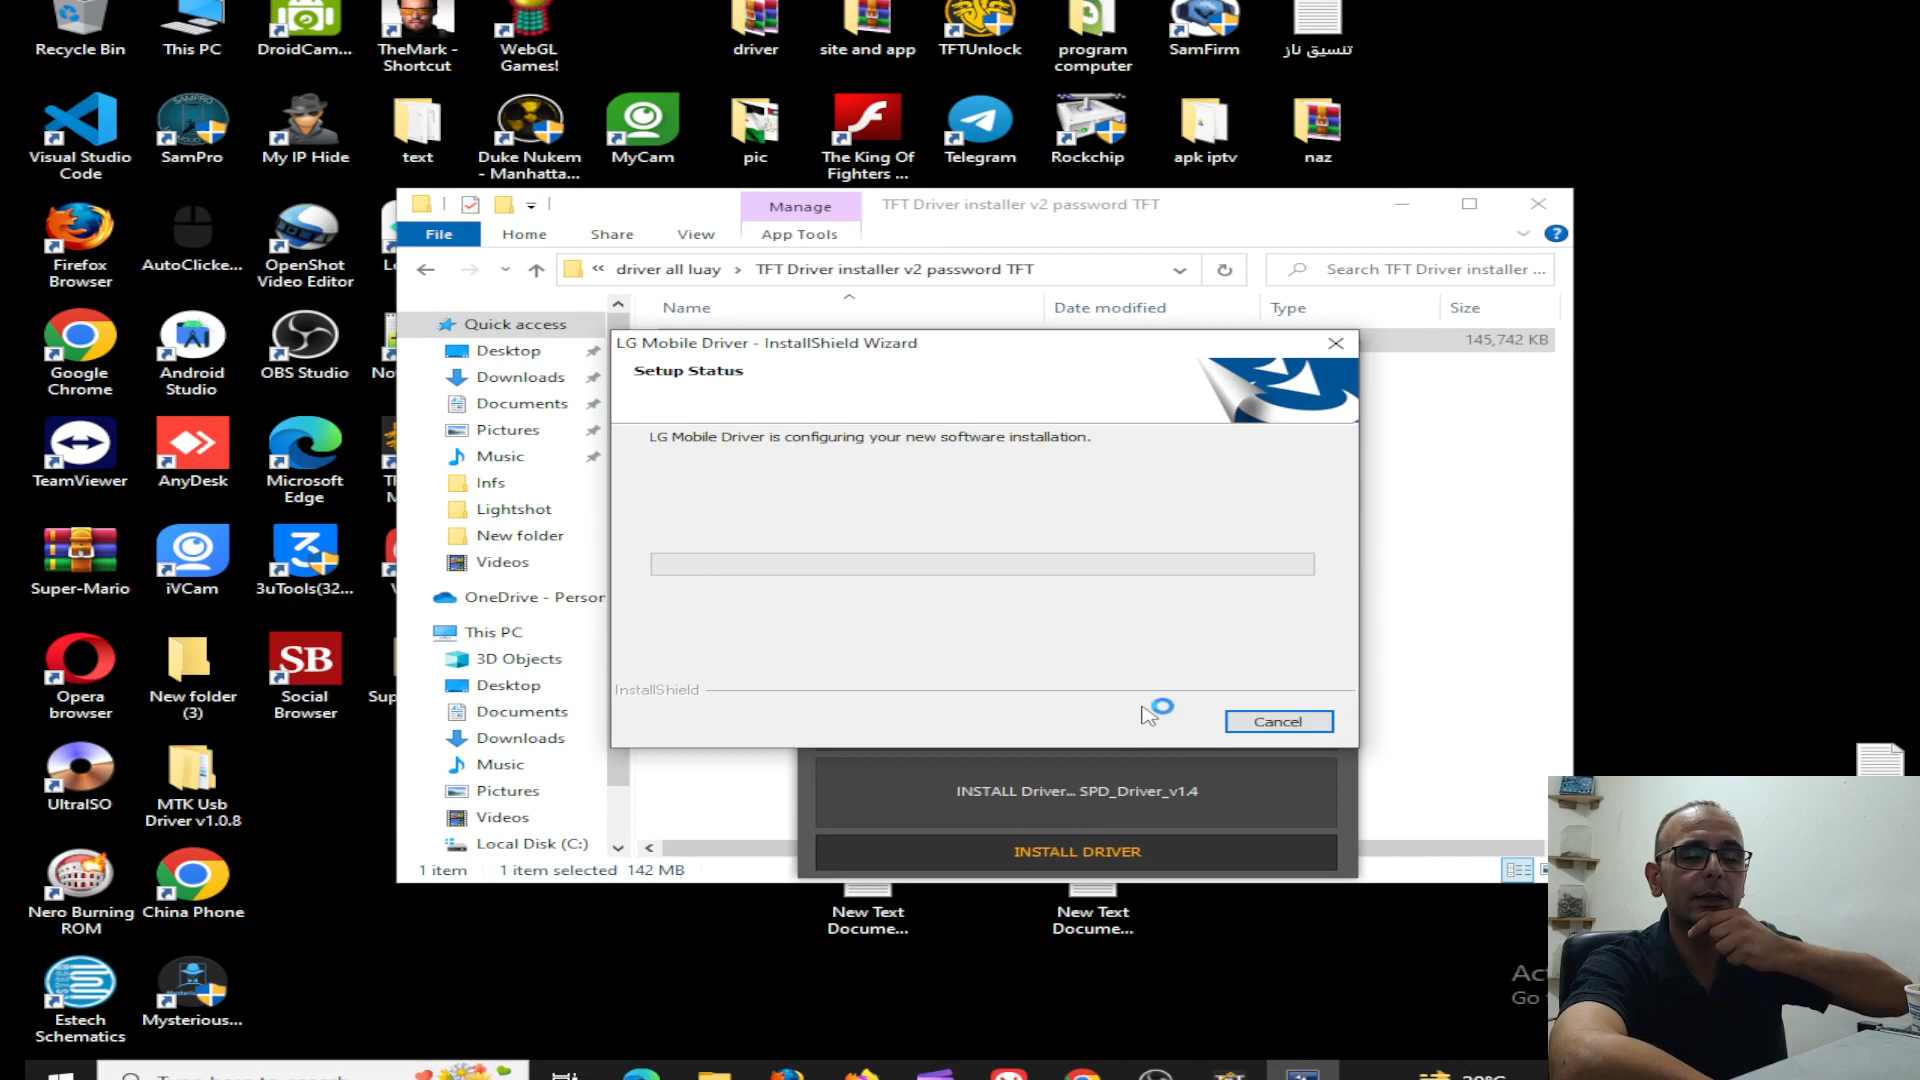 Recycle Bin
This PC
DroidCam...
TheMark -
Shortcut
WebGL
Games!
driver
site and app
TFTUnlock
program
computer
SamFirm
تنسيق ناز
Visual Studio
Code
SamPro
My IP Hide
text
Duke Nukem
- Manhatta...
MyCam
pic
The King Of
Fighters ...
Telegram
Rockchip
apk iptv
naz
Firefox
Browser
AutoClicke...
OpenShot
Video Editor
Google
Chrome
Android
Studio
OBS Studio
TeamViewer
AnyDesk
Microsoft
Edge
Super-Mario
iVCam
3uTools(32...
Opera
browser
New folder
(3)
SB
Social
Browser
UltraISO
MTK Usb
Driver v1.0.8
Nero Burning
ROM
China Phone
Estech
Schematics
Mysterious...
Manage
TFT Driver installer v2 password TFT
File
Home
Share
View
App Tools
« driver all luay › TFT Driver installer v2 password TFT
Search TFT Driver installer ...
Name
Date modified
Type
Size
145,742 KB
Quick access
Desktop
Downloads
Documents
Pictures
Music
Infs
Lightshot
New folder
Videos
OneDrive - Person
This PC
3D Objects
Desktop
Documents
Downloads
Music
Pictures
Videos
Local Disk (C:)
1 item
1 item selected 142 MB
LG Mobile Driver - InstallShield Wizard
Setup Status
LG Mobile Driver is configuring your new software installation.
InstallShield
Cancel
INSTALL Driver... SPD_Driver_v1.4
INSTALL DRIVER
New Text
Docume...
New Text
Docume...
Go